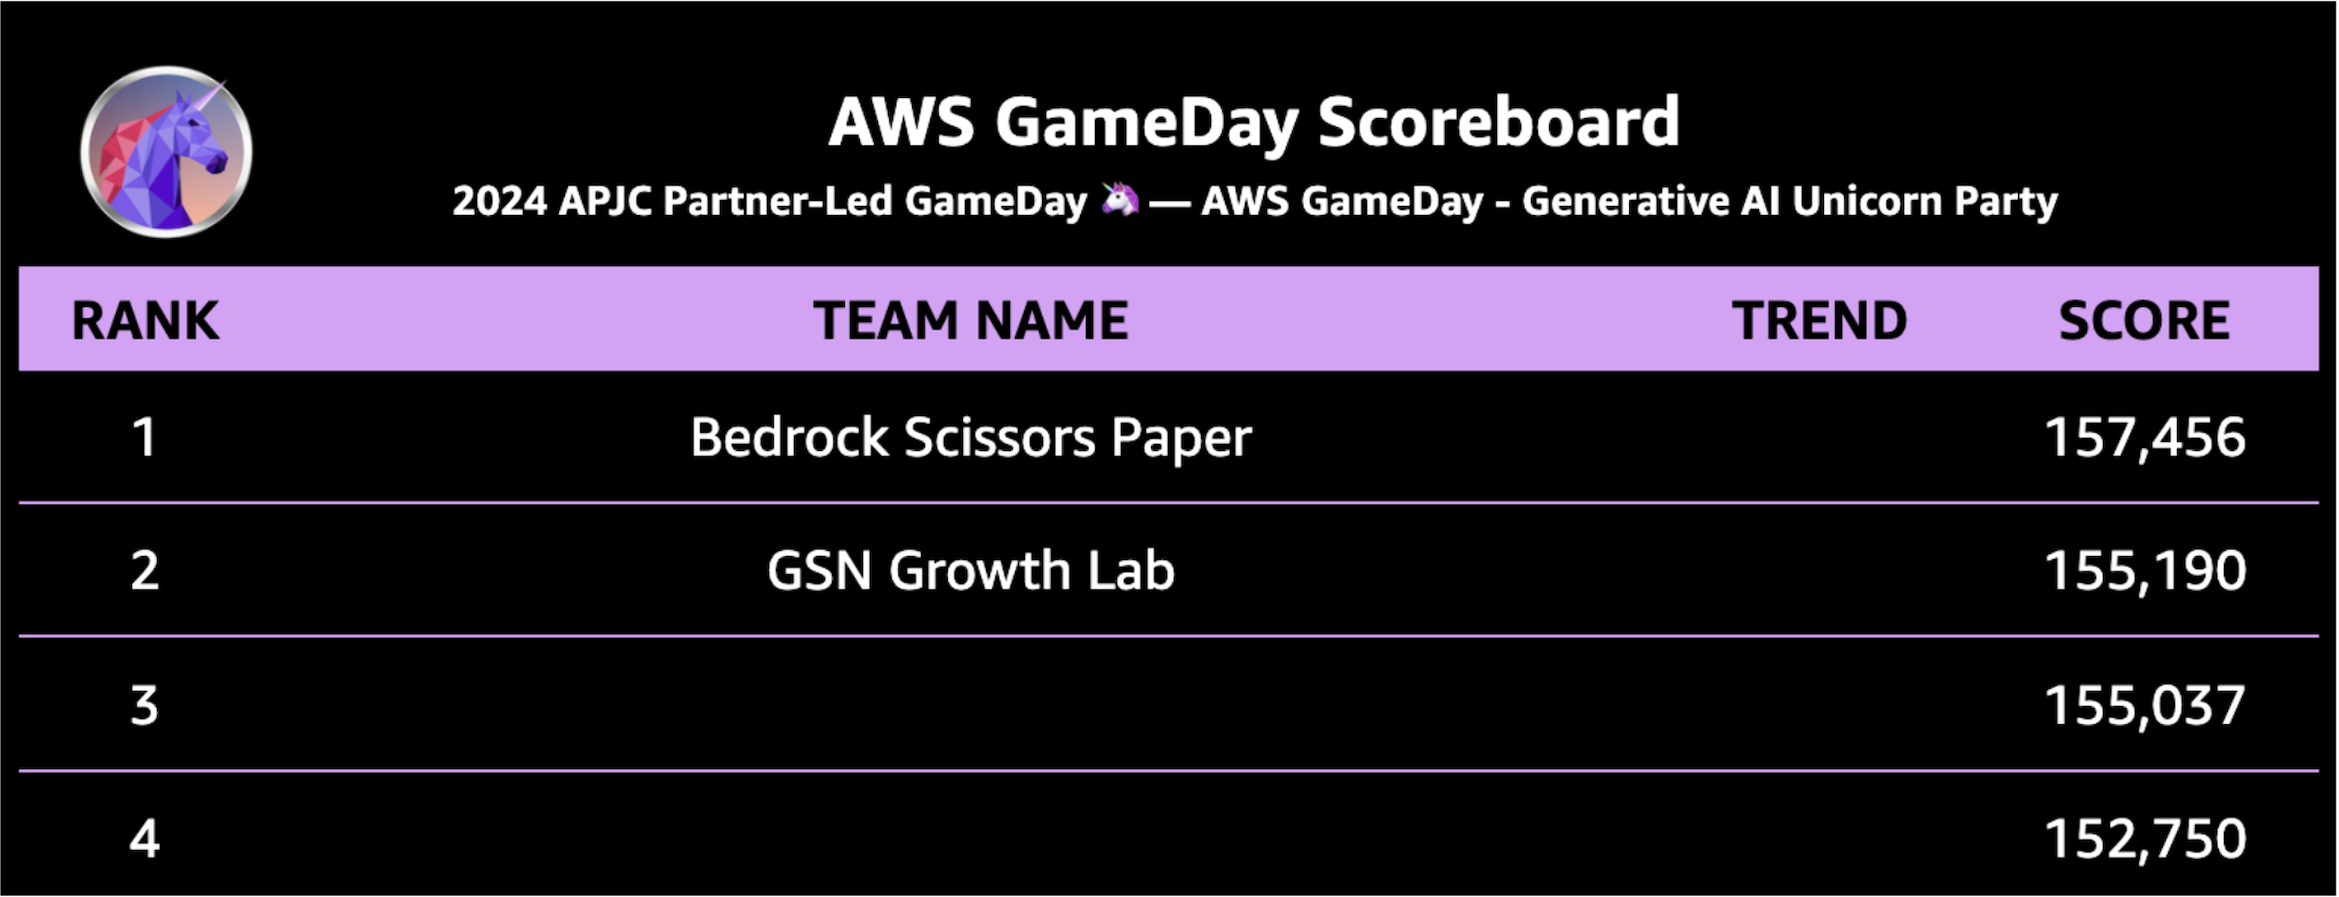 AWS GameDay Scoreboard
2024 APJC Partner-Led GameDay 🦄 — AWS GameDay - Generative AI Unicorn Party
RANK TEAM NAME TREND SCORE
1 Bedrock Scissors Paper 157,456
2 GSN Growth Lab 155,190
3 155,037
4 152,750